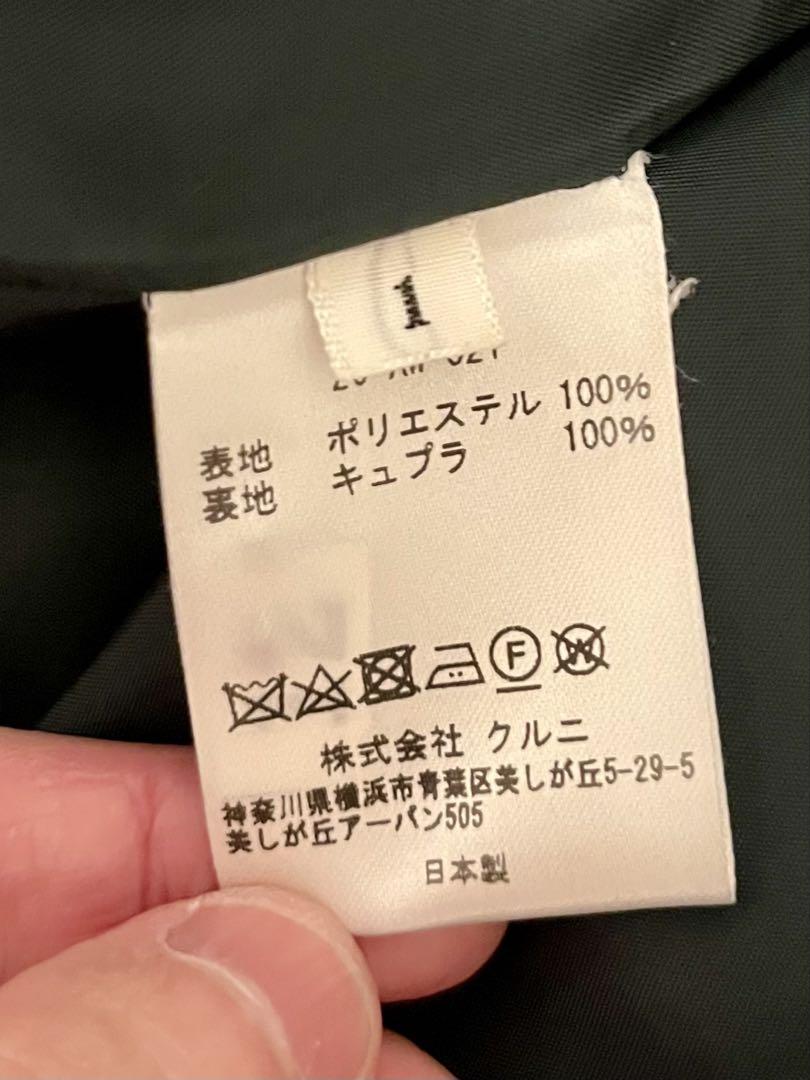 1
表地 ポリエステル 100%
裏地 キュプラ 100%
F W
株式会社 クルニ
神奈川県横浜市青葉区美しが丘5-29-5
美しが丘アーバン505
日本製